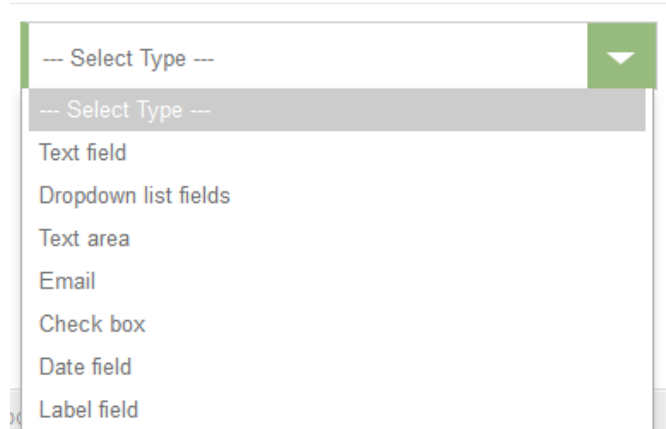 --- Select Type ---
--- Select Type ---
Text field
Dropdown list fields
Text area
Email
Check box
Date field
Label field